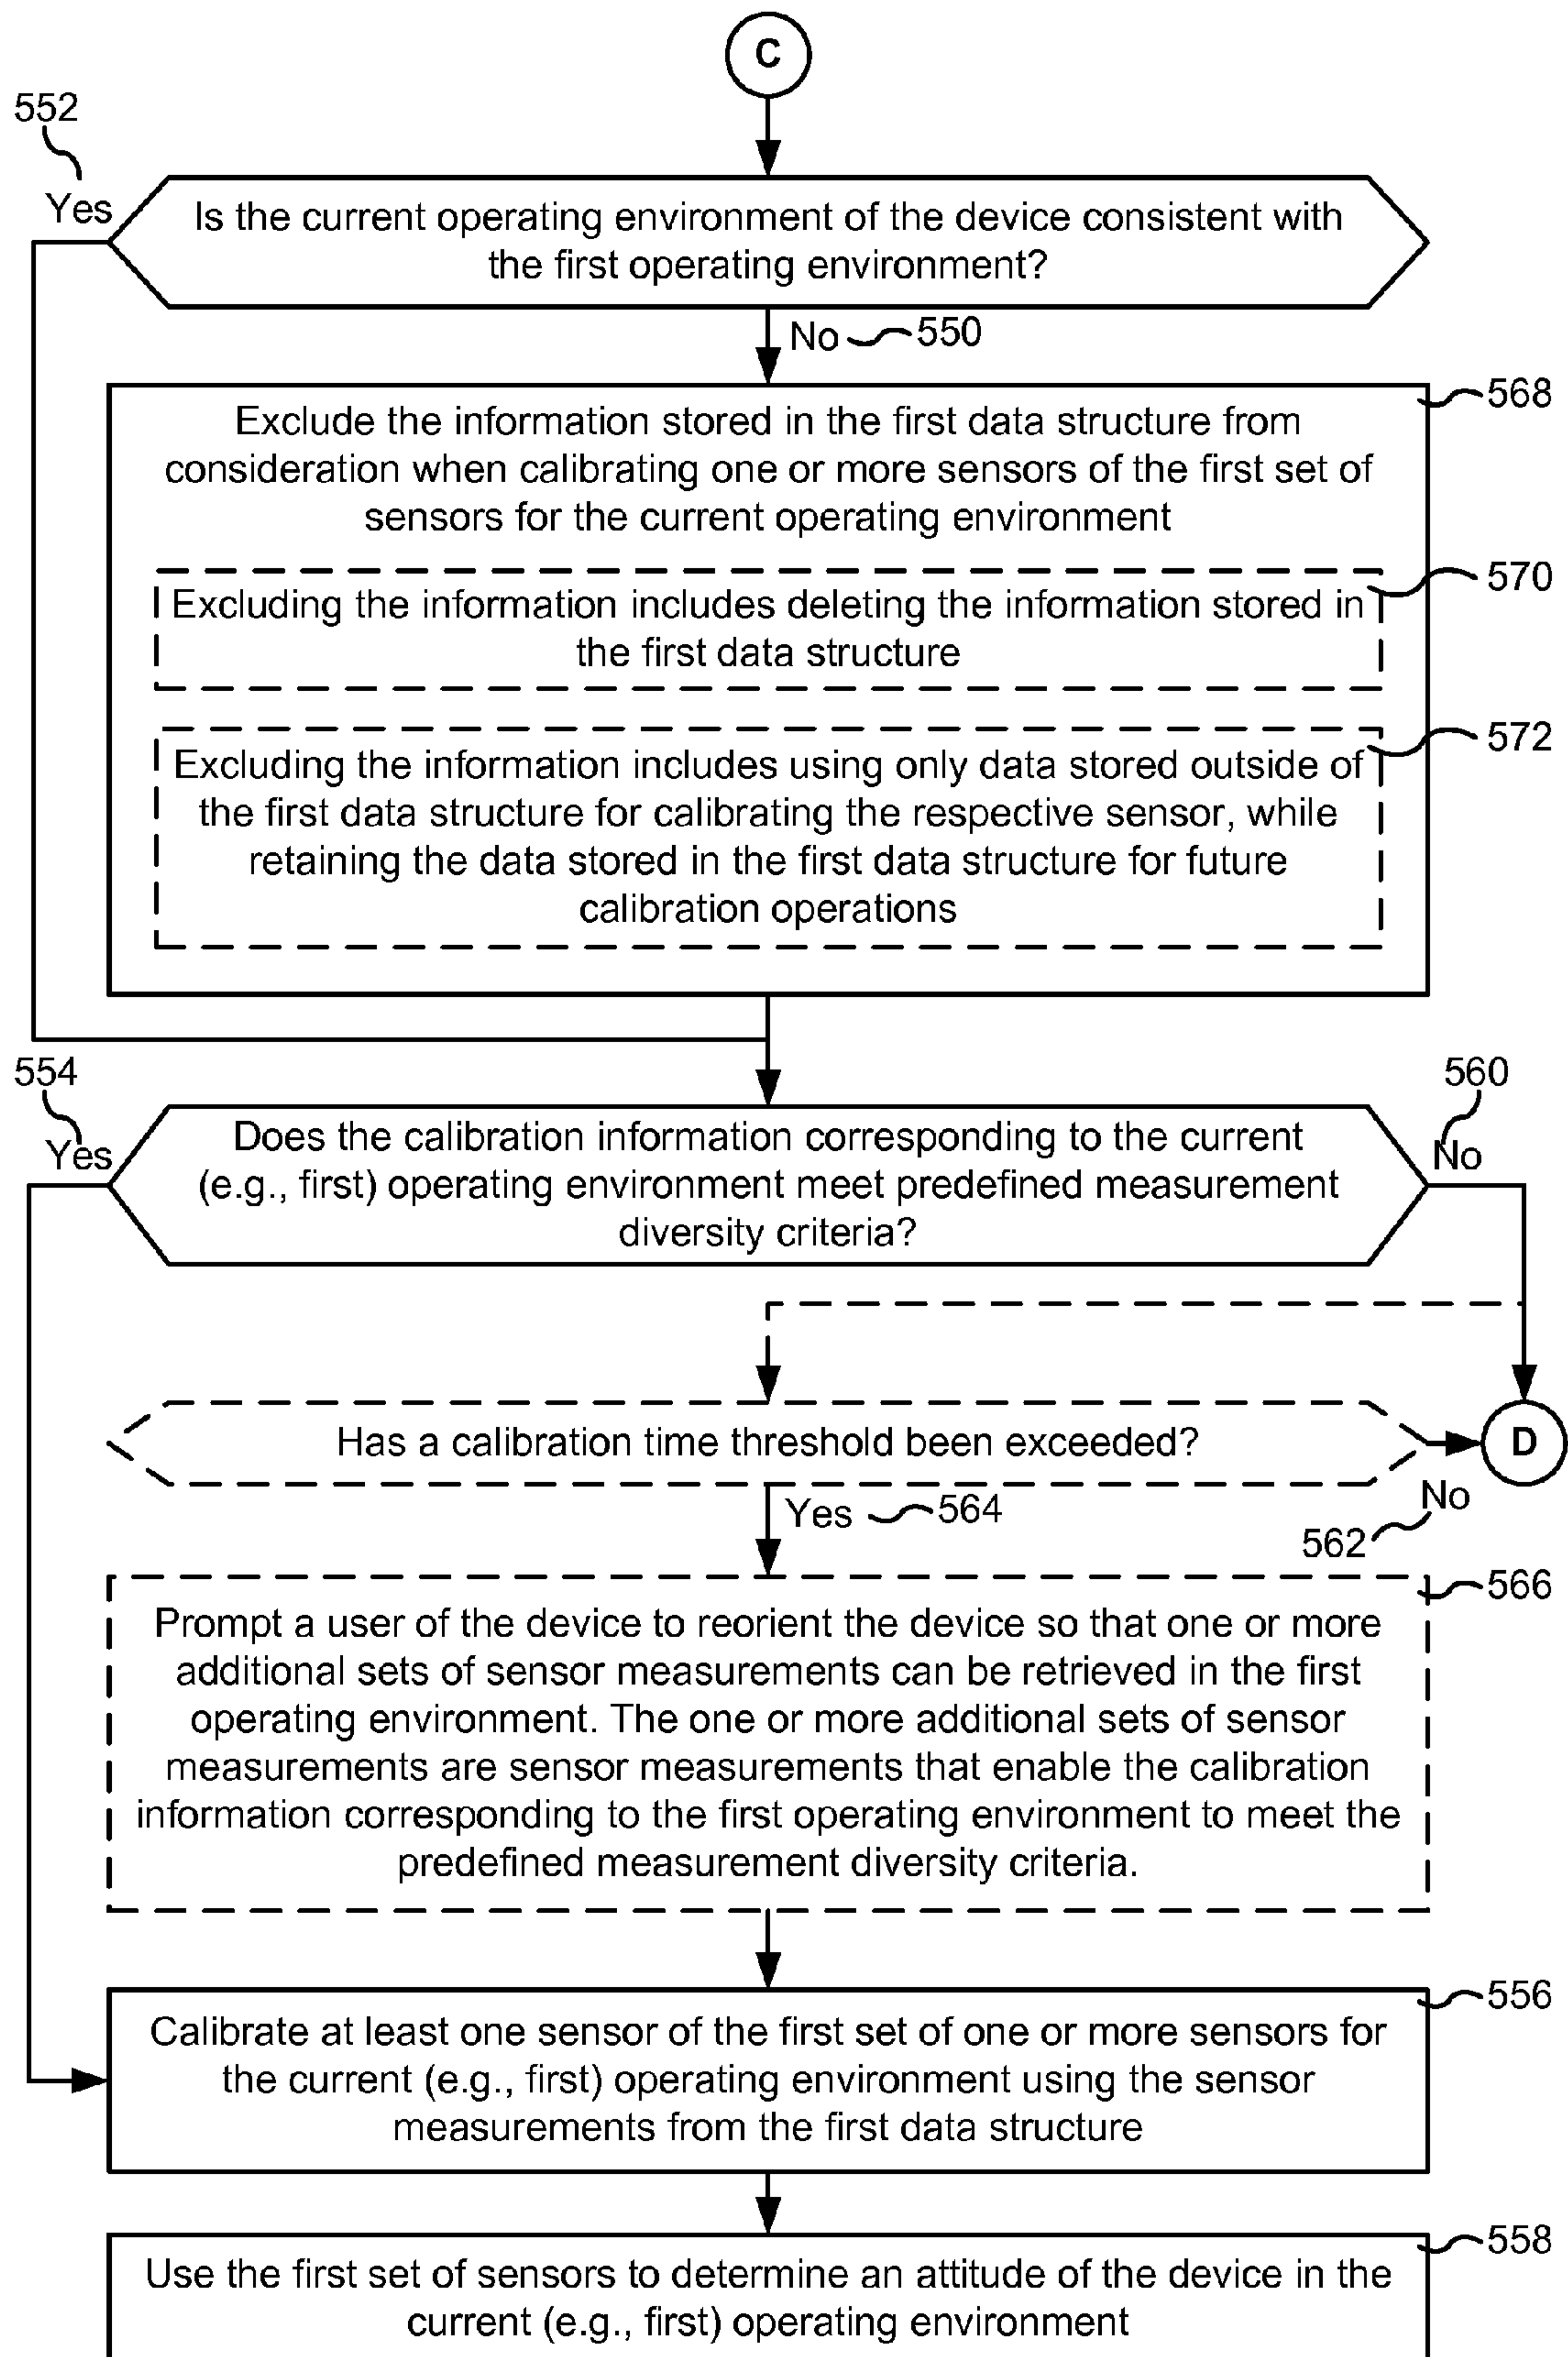 C
552
Yes
Is the current operating environment of the device consistent with
the first operating environment?
No
550
568
Exclude the information stored in the first data structure from
consideration when calibrating one or more sensors of the first set of
sensors for the current operating environment
570
Excluding the information includes deleting the information stored in
the first data structure
572
Excluding the information includes using only data stored outside of
the first data structure for calibrating the respective sensor, while
retaining the data stored in the first data structure for future
calibration operations
554
Yes
560
No
Does the calibration information corresponding to the current
(e.g., first) operating environment meet predefined measurement
diversity criteria?
Has a calibration time threshold been exceeded?
D
Yes
564
No
562
566
Prompt a user of the device to reorient the device so that one or more
additional sets of sensor measurements can be retrieved in the first
operating environment. The one or more additional sets of sensor
measurements are sensor measurements that enable the calibration
information corresponding to the first operating environment to meet the
predefined measurement diversity criteria.
556
Calibrate at least one sensor of the first set of one or more sensors for
the current (e.g., first) operating environment using the sensor
measurements from the first data structure
558
Use the first set of sensors to determine an attitude of the device in the
current (e.g., first) operating environment